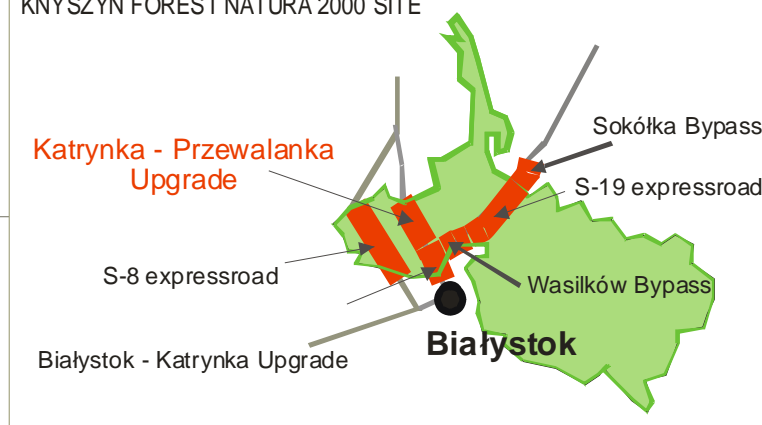 KNYSZYN FOREST NATURA 2000 SITE
Sokółka Bypass
Katrynka - Przewalanka
Upgrade
S-19 expressroad
S-8 expressroad
Wasilków Bypass
Białystok
Białystok - Katrynka Upgrade